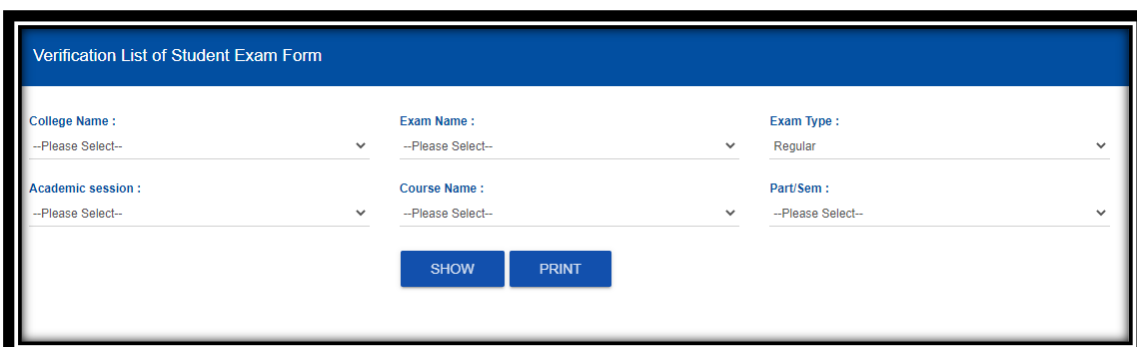 Verification List of Student Exam Form
College Name : Exam Name : Exam Type :
--Please Select-- --Please Select-- Regular
Academic session : Course Name : Part/Sem :
--Please Select-- --Please Select-- --Please Select--
SHOW PRINT